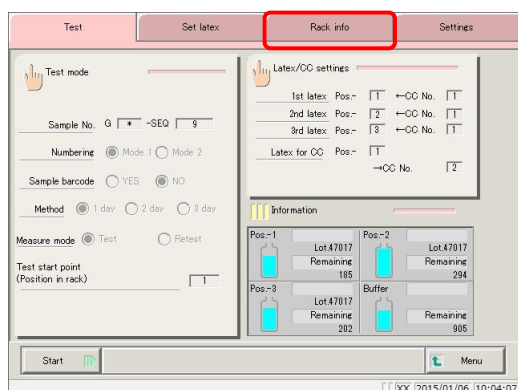 Test Set latex Rack info Settings
Test mode
Sample No. G * -SEQ 9
Numbering Mode 1 Mode 2
Sample barcode YES NO
Method 1 day 2 day 3 day
Measure mode Test Retest
Test start point
(Position in rack) 1
Latex/CC settings
1st latex Pos.- 1 ←CC No. 1
2nd latex Pos.- 2 ←CC No. 1
3rd latex Pos.- 3 ←CC No. 1
Latex for CC Pos.- 1
→CC No. 2
Information
Pos.-1 Pos.-2
Lot.47017 Lot.47017
Remaining Remaining
185 294
Pos.-3 Buffer
Lot.47017
Remaining Remaining
202 905
Start Menu
XX 2015/01/06 10:04:07